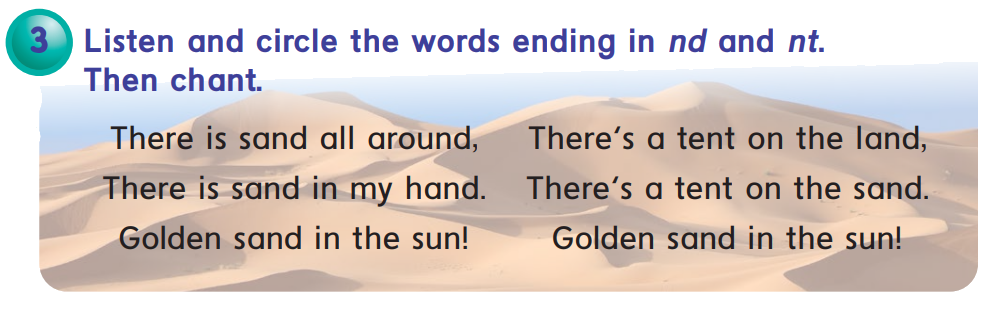 3 Listen and circle the words ending in nd and nt.
Then chant.
There is sand all around,
There is sand in my hand.
Golden sand in the sun!
There's a tent on the land,
There's a tent on the sand.
Golden sand in the sun!